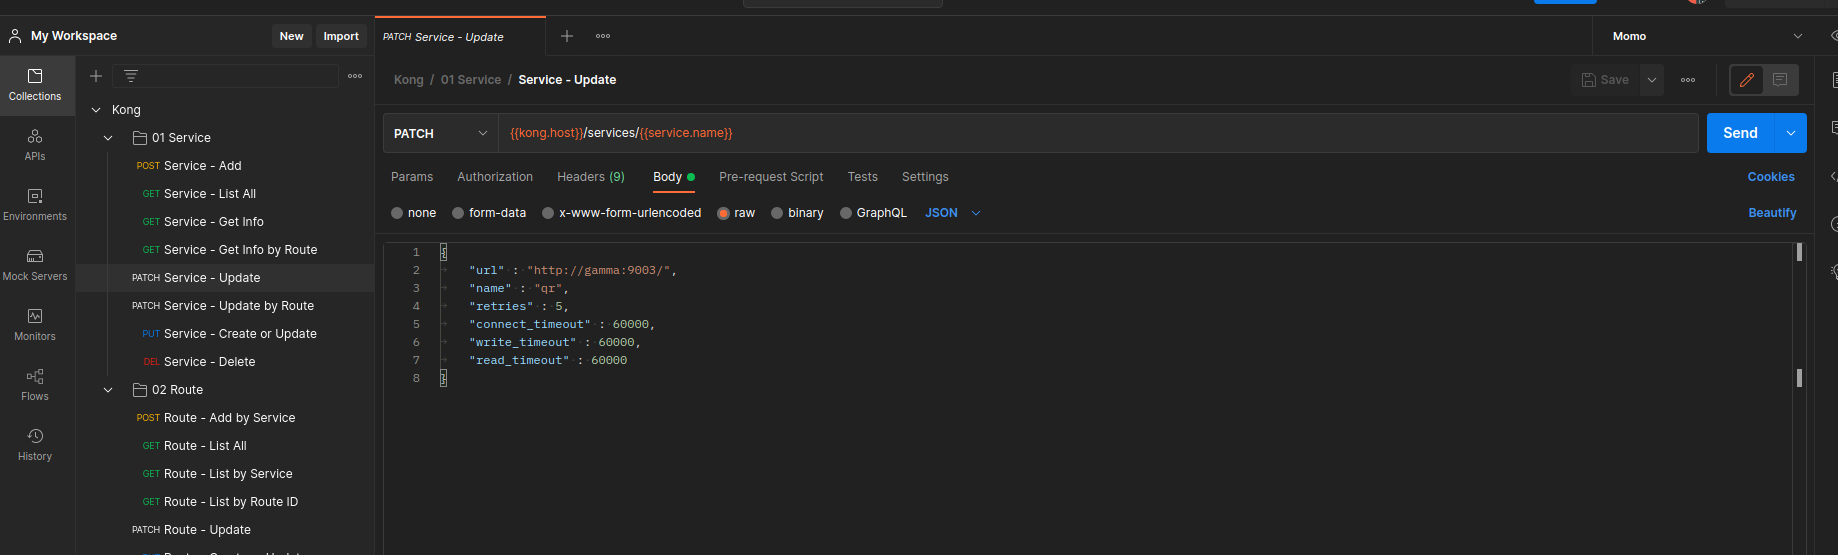 My Workspace
New
Import
PATCH Service - Update
Momo
Collections
APIs
Environments
Mock Servers
Monitors
Flows
History
Kong
01 Service
POST Service - Add
GET Service - List All
GET Service - Get Info
GET Service - Get Info by Route
PATCH Service - Update
PATCH Service - Update by Route
PUT Service - Create or Update
DEL Service - Delete
02 Route
POST Route - Add by Service
GET Route - List All
GET Route - List by Service
GET Route - List by Route ID
PATCH Route - Update
Kong / 01 Service / Service - Update
Save
PATCH
{{kong.host}}/services/{{service.name}}
Send
Params
Authorization
Headers (9)
Body
Pre-request Script
Tests
Settings
Cookies
none
form-data
x-www-form-urlencoded
raw
binary
GraphQL
JSON
Beautify
1 {
2 "url" : "http://gamma:9003/",
3 "name" : "qr",
4 "retries" : 5,
5 "connect_timeout" : 60000,
6 "write_timeout" : 60000,
7 "read_timeout" : 60000
8 }